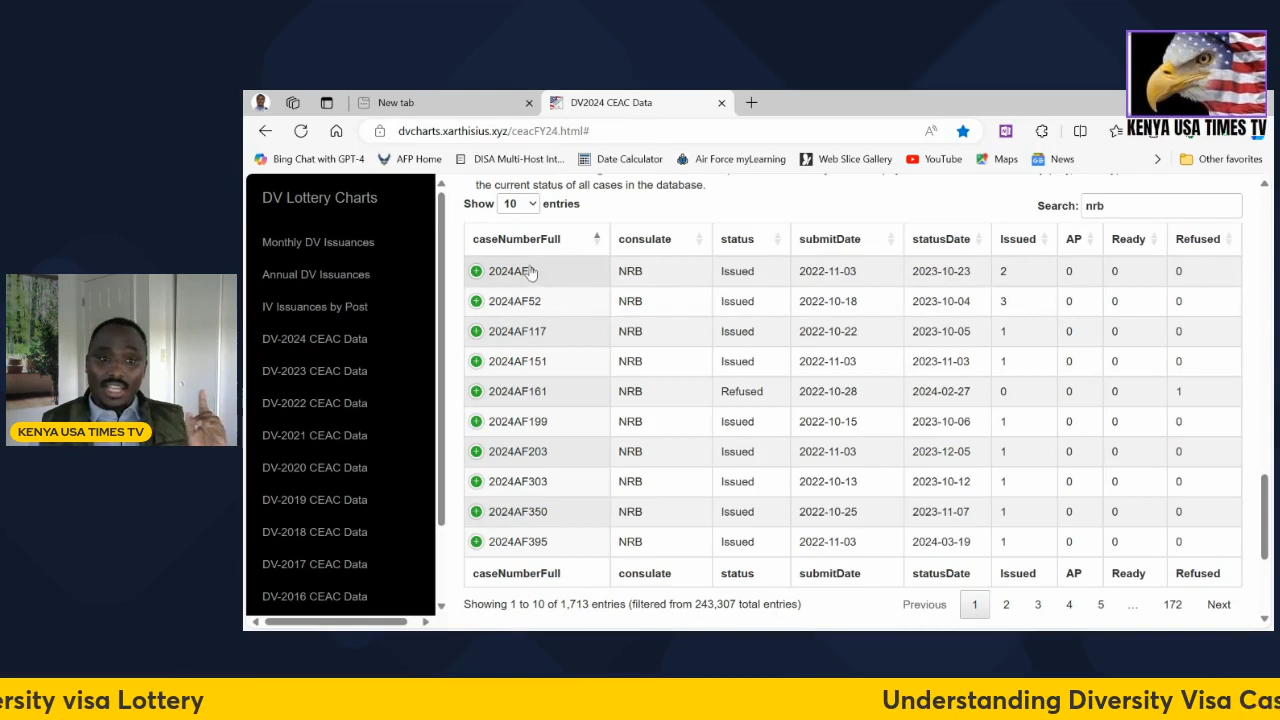 New tab
DV2024 CEAC Data
dvcharts.xarthisius.xyz/ceacFY24.html#
KENYA USA TIMES TV
Bing Chat with GPT-4 AFP Home DISA Multi-Host Int... Date Calculator Air Force myLearning Web Slice Gallery YouTube Maps News Other favorites
DV Lottery Charts
Monthly DV Issuances
Annual DV Issuances
IV Issuances by Post
DV-2024 CEAC Data
DV-2023 CEAC Data
DV-2022 CEAC Data
DV-2021 CEAC Data
DV-2020 CEAC Data
DV-2019 CEAC Data
DV-2018 CEAC Data
DV-2017 CEAC Data
DV-2016 CEAC Data
the current status of all cases in the database.
Show 10 entries
Search: nrb
caseNumberFull consulate status submitDate statusDate Issued AP Ready Refused
2024AF NRB Issued 2022-11-03 2023-10-23 2 0 0 0
2024AF52 NRB Issued 2022-10-18 2023-10-04 3 0 0 0
2024AF117 NRB Issued 2022-10-22 2023-10-05 1 0 0 0
2024AF151 NRB Issued 2022-11-03 2023-11-03 1 0 0 0
2024AF161 NRB Refused 2022-10-28 2024-02-27 0 0 0 1
2024AF199 NRB Issued 2022-10-15 2023-10-06 1 0 0 0
2024AF203 NRB Issued 2022-11-03 2023-12-05 1 0 0 0
2024AF303 NRB Issued 2022-10-13 2023-10-12 1 0 0 0
2024AF350 NRB Issued 2022-10-25 2023-11-07 1 0 0 0
2024AF395 NRB Issued 2022-11-03 2024-03-19 1 0 0 0
caseNumberFull consulate status submitDate statusDate Issued AP Ready Refused
Showing 1 to 10 of 1,713 entries (filtered from 243,307 total entries)
Previous 1 2 3 4 5 ... 172 Next
KENYA USA TIMES TV
ersity visa Lottery
Understanding Diversity Visa Cas